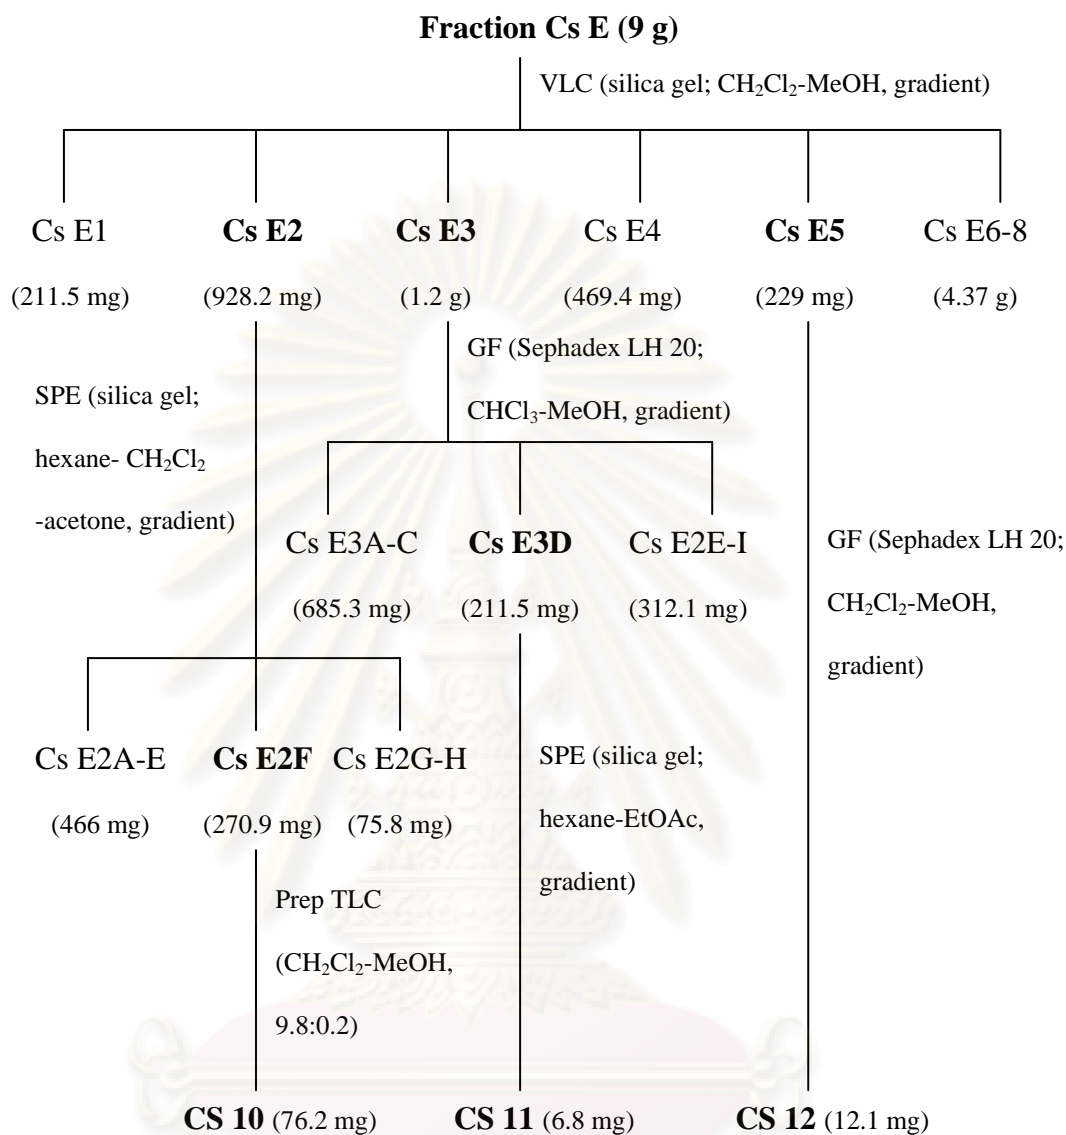 Fraction Cs E (9 g)
VLC (silica gel; CH₂Cl₂-MeOH, gradient)
Cs E1 Cs E2 Cs E3 Cs E4 Cs E5 Cs E6-8
(211.5 mg) (928.2 mg) (1.2 g) (469.4 mg) (229 mg) (4.37 g)
GF (Sephadex LH 20;
CHCl₃-MeOH, gradient)
SPE (silica gel;
hexane- CH₂Cl₂
-acetone, gradient)
Cs E3A-C Cs E3D Cs E2E-I
(685.3 mg) (211.5 mg) (312.1 mg)
GF (Sephadex LH 20;
CH₂Cl₂-MeOH,
gradient)
Cs E2A-E Cs E2F Cs E2G-H
(466 mg) (270.9 mg) (75.8 mg)
SPE (silica gel;
hexane-EtOAc,
gradient)
Prep TLC
(CH₂Cl₂-MeOH,
9.8:0.2)
CS 10 (76.2 mg) CS 11 (6.8 mg) CS 12 (12.1 mg)